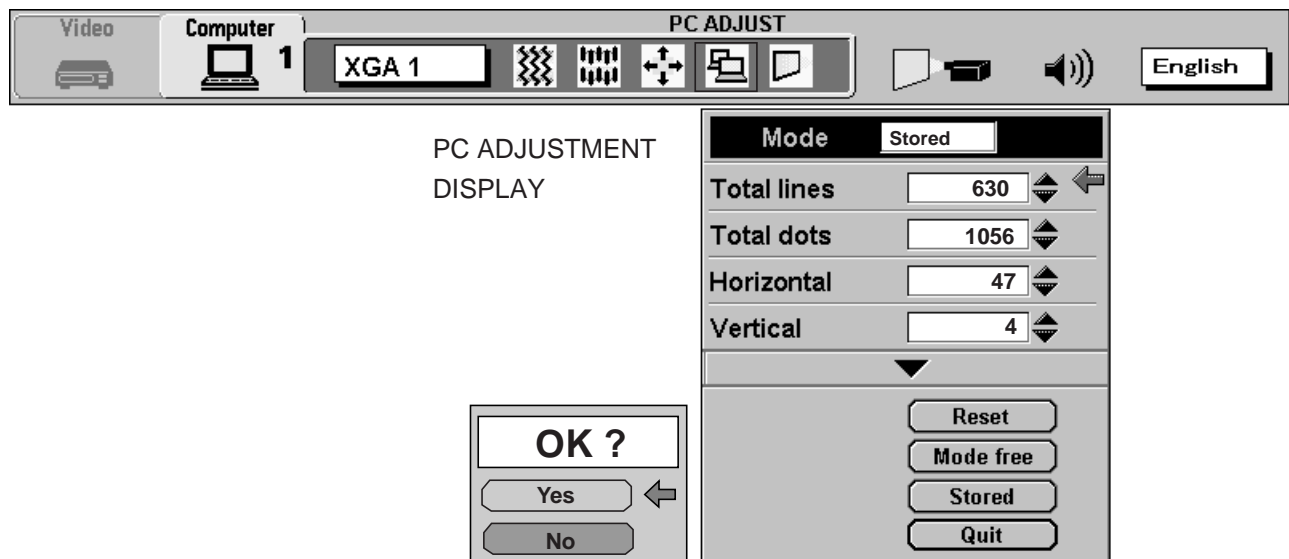 PC ADJUST
Video
Computer
1
XGA 1
English
PC ADJUSTMENT
DISPLAY
Mode Stored
Total lines 630
Total dots 1056
Horizontal 47
Vertical 4
Reset
Mode free
Stored
Quit
OK ?
Yes
No